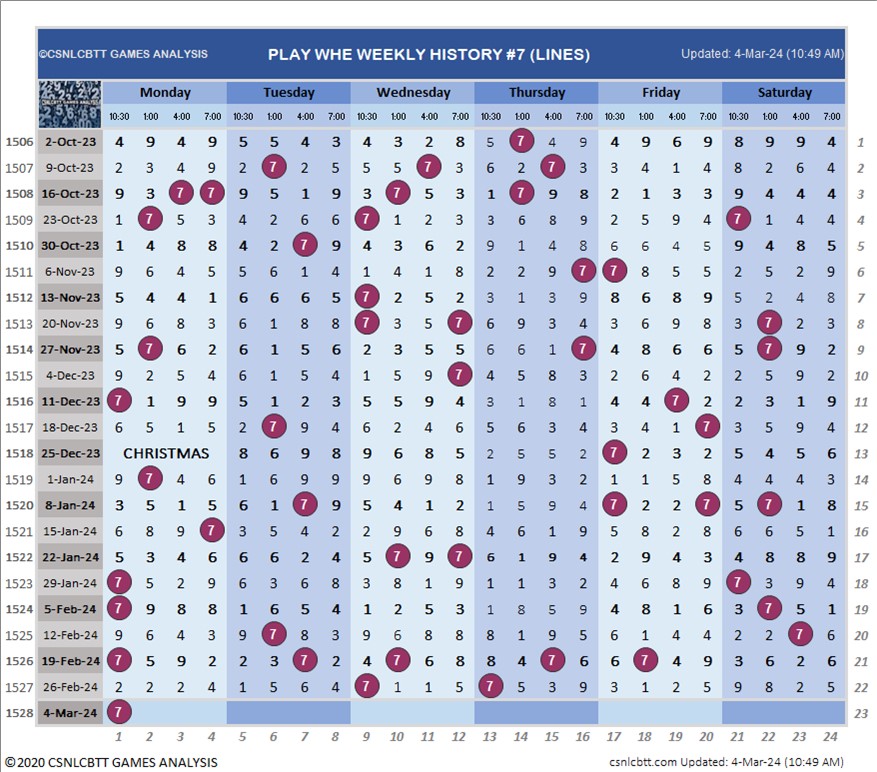 ©CSNLCBTT GAMES ANALYSIS PLAY WHE WEEKLY HISTORY #7 (LINES) Updated: 4-Mar-24 (10:49 AM)
CSNLCBTT GAMES ANALYSIS Monday Tuesday Wednesday Thursday Friday Saturday
10:30 1:00 4:00 7:00 10:30 1:00 4:00 7:00 10:30 1:00 4:00 7:00 10:30 1:00 4:00 7:00 10:30 1:00 4:00 7:00 10:30 1:00 4:00 7:00
1506 2-Oct-23 4 9 4 9 5 5 4 3 4 3 2 8 5 7 4 9 4 9 6 9 8 9 9 4 1
1507 9-Oct-23 2 3 4 9 2 7 2 5 5 5 7 3 6 2 7 3 3 4 1 4 8 2 6 4 2
1508 16-Oct-23 9 3 7 7 9 5 1 9 3 7 5 3 1 7 9 8 2 1 3 3 9 4 4 4 3
1509 23-Oct-23 1 7 5 3 4 2 6 6 7 1 2 3 3 6 8 9 2 5 9 4 7 1 4 4 4
1510 30-Oct-23 1 4 8 8 4 2 7 9 4 3 6 2 9 1 4 8 6 6 4 5 9 4 8 5 5
1511 6-Nov-23 9 6 4 5 5 6 1 4 1 4 1 8 2 2 9 7 7 8 5 5 2 5 2 9 6
1512 13-Nov-23 5 4 4 1 6 6 6 5 7 2 5 2 3 1 3 9 8 6 8 9 5 2 4 8 7
1513 20-Nov-23 9 6 8 3 6 1 8 8 7 3 5 7 6 9 3 4 3 6 9 8 3 7 2 3 8
1514 27-Nov-23 5 7 6 2 6 1 5 6 2 3 5 5 6 6 1 7 4 8 6 6 5 7 9 2 9
1515 4-Dec-23 9 2 5 4 6 1 5 4 1 5 9 7 4 5 8 3 2 6 4 2 2 5 9 2 10
1516 11-Dec-23 7 1 9 9 5 1 2 3 5 5 9 4 3 1 8 1 4 4 7 2 2 3 1 9 11
1517 18-Dec-23 6 5 1 5 2 7 9 4 6 2 4 6 5 6 3 4 3 4 1 7 3 5 9 4 12
1518 25-Dec-23 CHRISTMAS 8 6 9 8 9 6 8 5 2 5 5 2 7 2 3 2 5 4 5 6 13
1519 1-Jan-24 9 7 4 6 1 6 9 9 9 6 9 8 1 9 3 2 1 1 5 8 4 4 4 3 14
1520 8-Jan-24 3 5 1 5 6 1 7 9 5 4 1 2 1 5 9 4 7 2 2 7 5 7 1 8 15
1521 15-Jan-24 6 8 9 7 3 5 4 2 2 9 6 8 4 6 1 9 5 1 2 8 6 6 5 1 16
1522 22-Jan-24 5 3 4 6 6 6 2 4 5 7 9 7 6 1 9 4 2 9 4 3 4 8 8 9 17
1523 29-Jan-24 7 5 2 9 6 3 6 8 3 8 1 9 1 1 3 2 4 6 8 9 7 3 9 4 18
1524 5-Feb-24 7 9 8 8 1 6 5 4 1 2 5 3 1 8 5 9 4 8 1 6 3 7 5 1 19
1525 12-Feb-24 9 6 4 3 9 7 8 3 9 6 8 8 8 1 9 5 6 1 4 4 2 2 7 6 20
1526 19-Feb-24 7 5 9 2 2 3 7 2 4 7 6 8 8 4 7 6 6 7 4 9 3 6 2 6 21
1527 26-Feb-24 2 2 2 4 1 5 6 4 7 1 1 5 7 5 3 9 3 1 2 5 9 8 2 5 22
1528 4-Mar-24 7 23
1 2 3 4 5 6 7 8 9 10 11 12 13 14 15 16 17 18 19 20 21 22 23 24
©2020 CSNLCBTT GAMES ANALYSIS csnlcbtt.com Updated: 4-Mar-24 (10:49 AM)